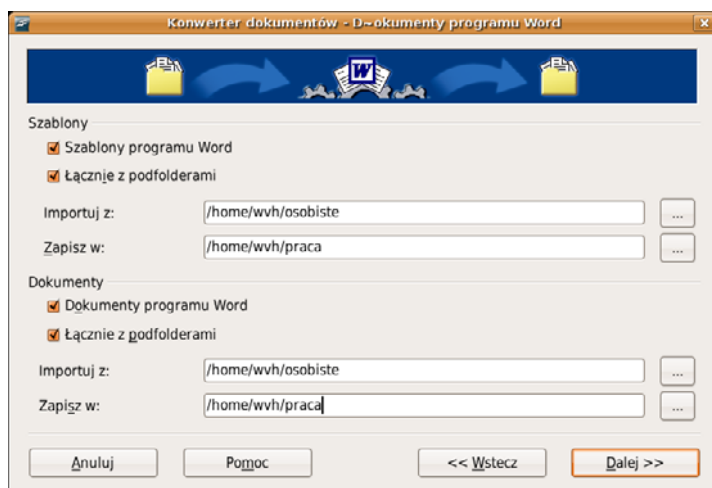 Konwerter dokumentów - D~okumenty programu Word
W
Szablony
Szablony programu Word
Łącznie z podfolderami
Importuj z: /home/wvh/osobiste ...
Zapisz w: /home/wvh/praca ...
Dokumenty
Dokumenty programu Word
Łącznie z podfolderami
Importuj z: /home/wvh/osobiste ...
Zapisz w: /home/wvh/praca ...
Anuluj Pomoc << Wstecz Dalej >>